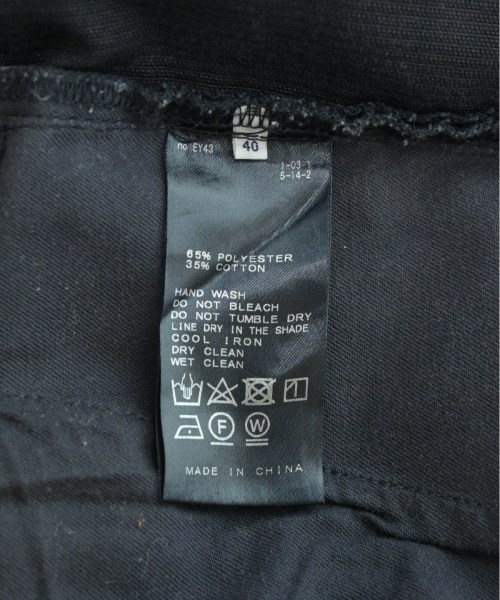 40
no EY43
1-03-1
5-14-2
65% POLYESTER
35% COTTON
HAND WASH
DO NOT BLEACH
DO NOT TUMBLE DRY
LINE DRY IN THE SHADE
COOL IRON
DRY CLEAN
WET CLEAN
F W
MADE IN CHINA